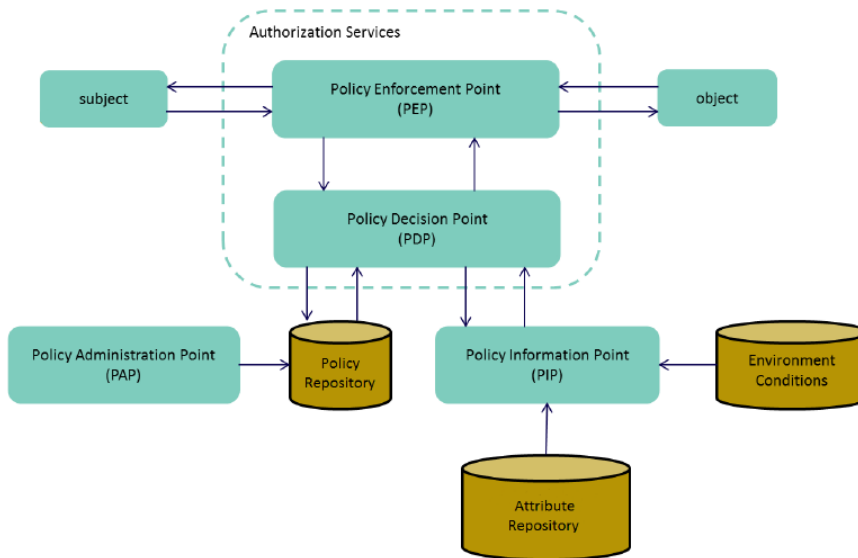 Authorization Services
subject
Policy Enforcement Point
(PEP)
object
Policy Decision Point
(PDP)
Policy Administration Point
(PAP)
Policy
Repository
Policy Information Point
(PIP)
Environment
Conditions
Attribute
Repository